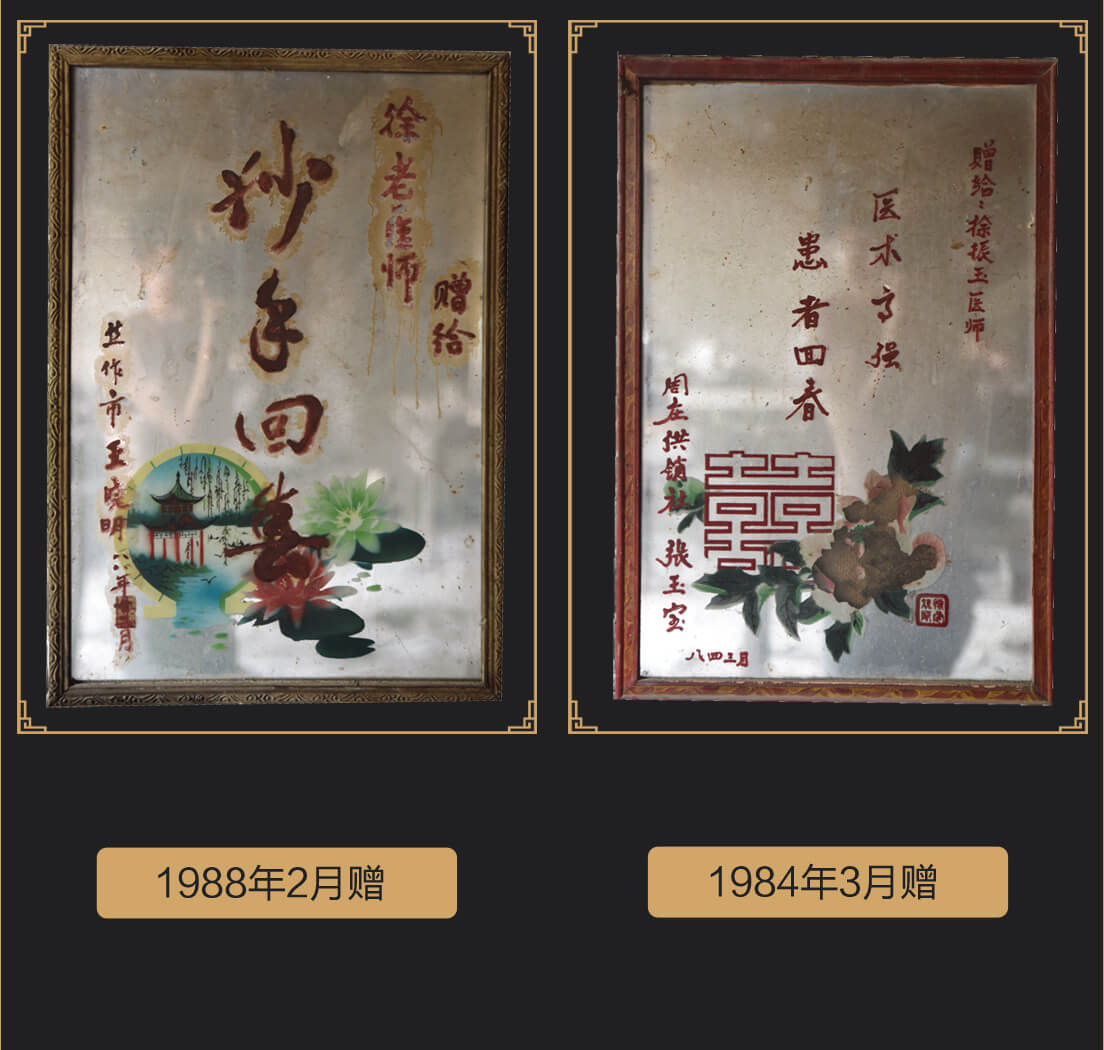 徐老医师
赠给
妙手回春
焦作市王晓明
八八年二月
赠给:徐振玉医师
医术高强
患者回春
周庄供销社 张玉宝
八四三月
囍
1988年2月赠
1984年3月赠